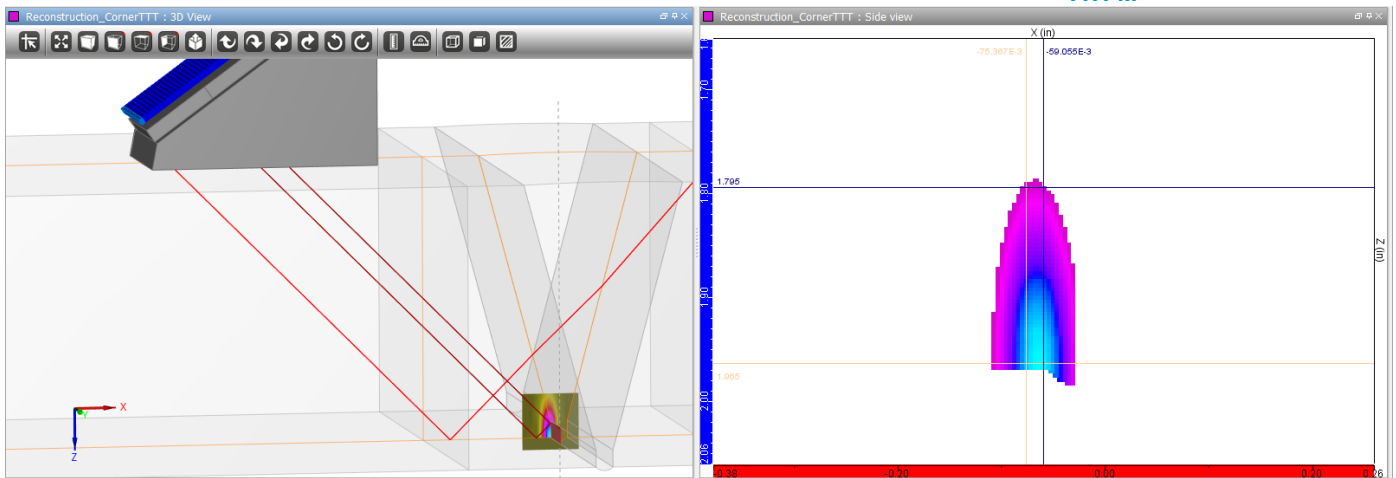 Reconstruction_CornerTTT : 3D View
X
Y
Z
Reconstruction_CornerTTT : Side view
X (in)
-75.367E-3
-59.055E-3
1.70
1.795
1.80
Z (in)
1.90
1.965
2.00
2.06
-0.38
-0.20
0.00
0.20
0.26